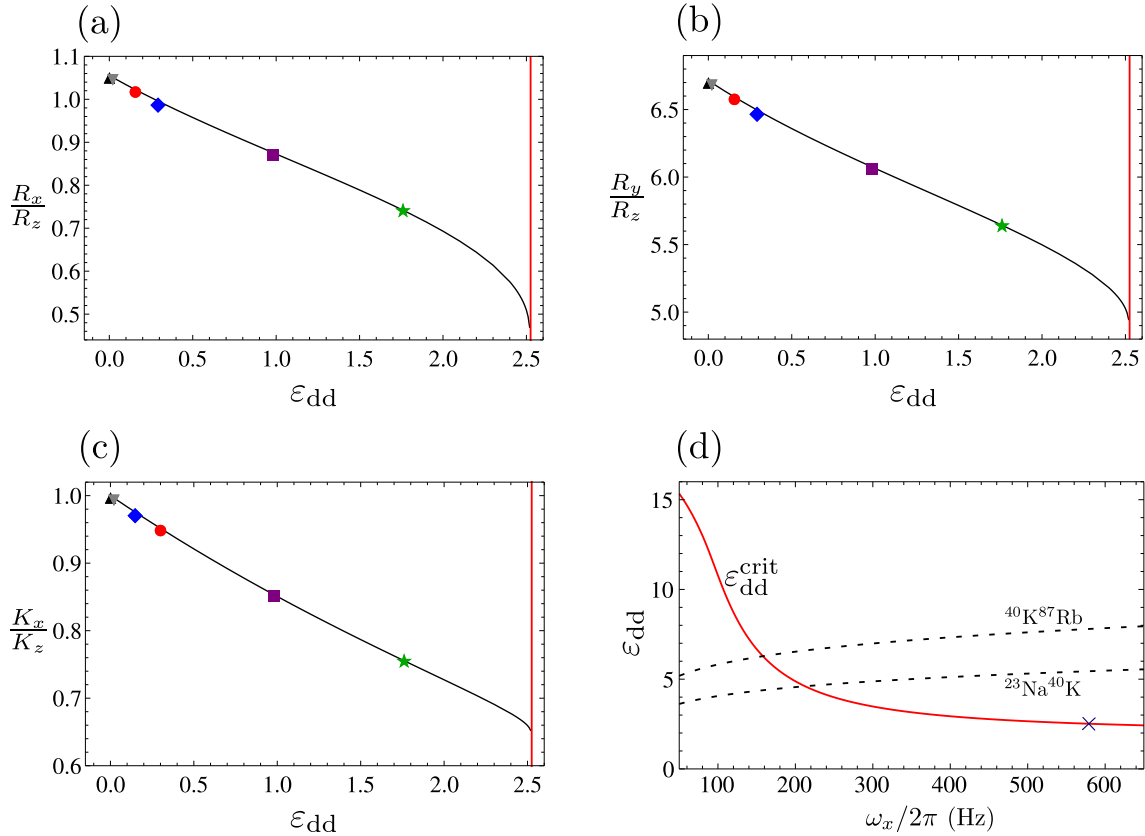 (a)
1.1
1.0
0.9
0.8
0.7
0.6
0.5
R_x
R_z
0.0 0.5 1.0 1.5 2.0 2.5
ε_dd
(b)
6.5
6.0
5.5
5.0
R_y
R_z
0.0 0.5 1.0 1.5 2.0 2.5
ε_dd
(c)
1.0
0.9
0.8
0.7
0.6
K_x
K_z
0.0 0.5 1.0 1.5 2.0 2.5
ε_dd
(d)
15
10
5
0
ε_dd
ε_dd^crit
⁴⁰K⁸⁷Rb
²³Na⁴⁰K
100 200 300 400 500 600
ω_x/2π (Hz)